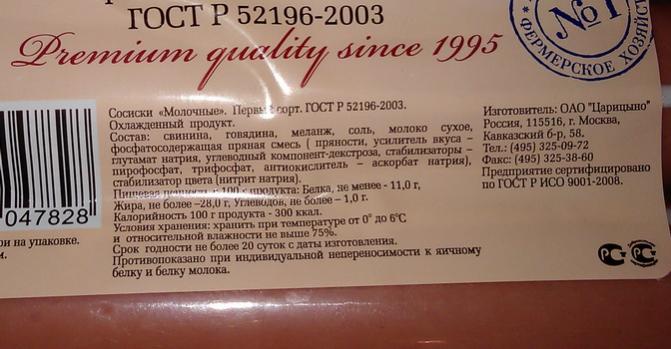 ГОСТ Р 52196-2003
Premium quality since 1995
№1
ФЕРМЕРСКОЕ ХОЗЯЙ
Сосиски «Молочные». Первый сорт. ГОСТ Р 52196-2003.
Охлажденный продукт.
Состав: свинина, говядина, меланж, соль, молоко сухое,
фосфатосодержащая пряная смесь ( пряности, усилитель вкуса –
глутамат натрия, углеводный компонент-декстроза, стабилизаторы –
пирофосфат, трифосфат, антиокислитель – аскорбат натрия),
стабилизатор цвета (нитрит натрия).
Пищевая ценность в 100 г продукта: Белка, не менее - 11,0 г,
Жира, не более –28,0 г, Углеводов, не более – 1,0 г.
Калорийность 100 г продукта - 300 ккал.
Условия хранения: хранить при температуре от 0° до 6°С
и относительной влажности не выше 75%.
Срок годности не более 20 суток с даты изготовления.
Противопоказано при индивидуальной непереносимости к яичному
белку и белку молока.
Изготовитель: ОАО "Царицыно"
Россия, 115516, г. Москва,
Кавказский б-р, 58.
Тел.: (495) 325-09-72
Факс: (495) 325-38-60
Предприятие сертифицировано
по ГОСТ Р ИСО 9001-2008.
047828
ри на упаковке.
м.
РС РС